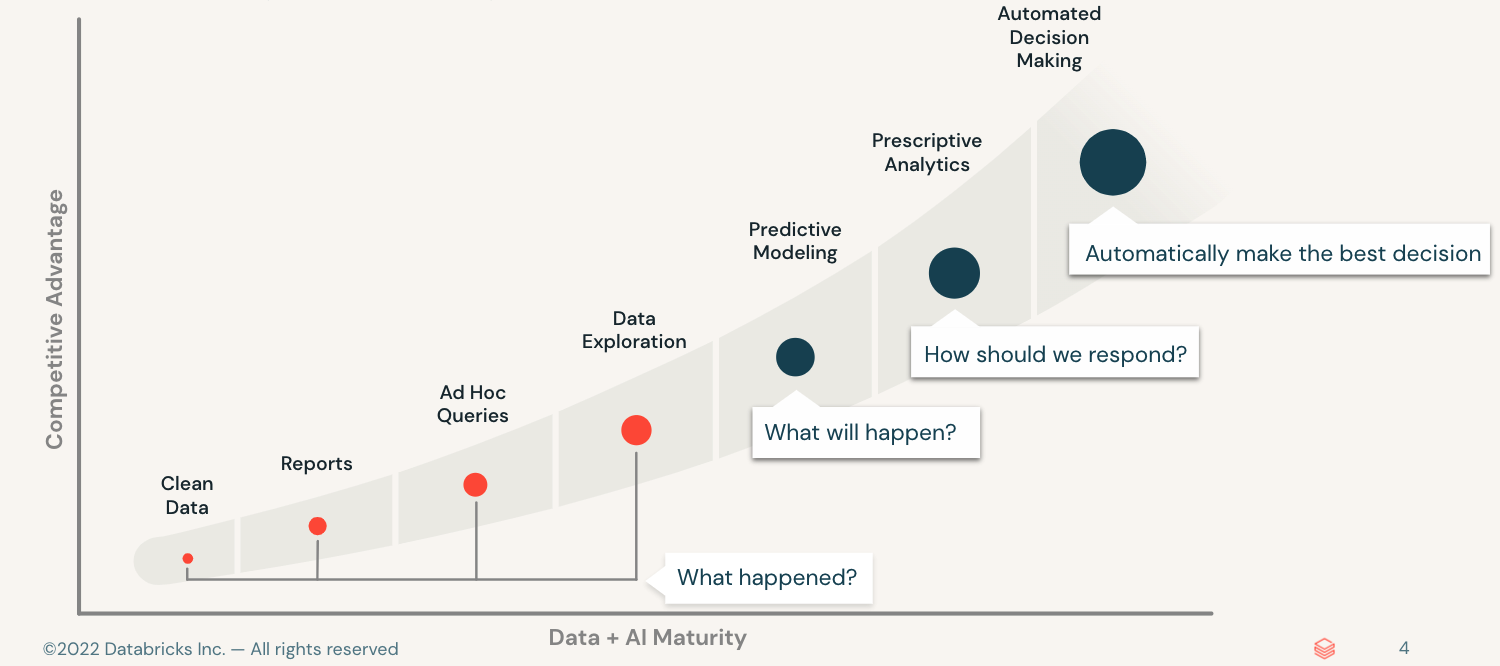 Automated
Decision
Making
Prescriptive
Analytics
Predictive
Modeling
Data
Exploration
Ad Hoc
Queries
Reports
Clean
Data
Automatically make the best decision
How should we respond?
What will happen?
What happened?
Competitive Advantage
Data + AI Maturity
©2022 Databricks Inc. — All rights reserved
4